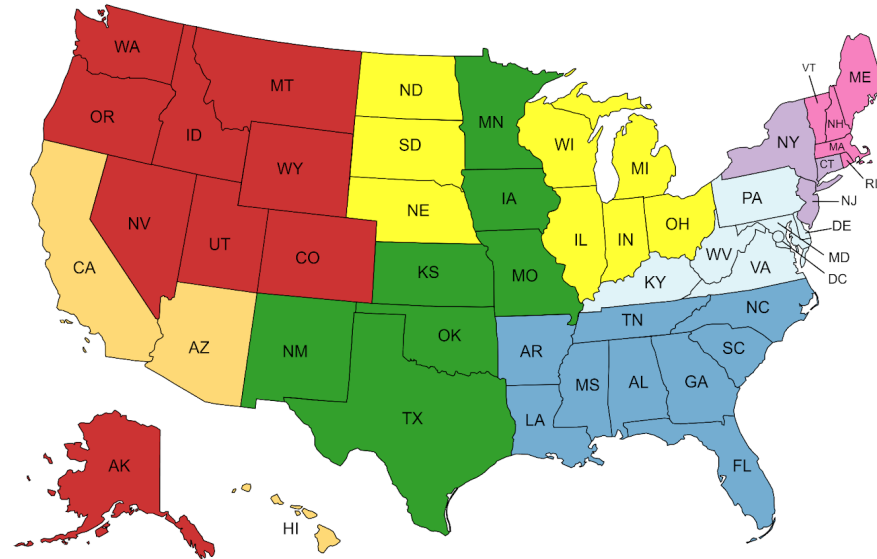 WA
MT
ND
MN
VT
ME
OR
ID
SD
WI
NY
NH
MA
WY
MI
CT
RI
NE
IA
PA
NJ
NV
OH
DE
UT
IL
IN
CO
WV
MD
CA
KS
MO
VA
KY
DC
NC
TN
AZ
NM
OK
AR
SC
MS
AL
GA
TX
LA
FL
AK
HI